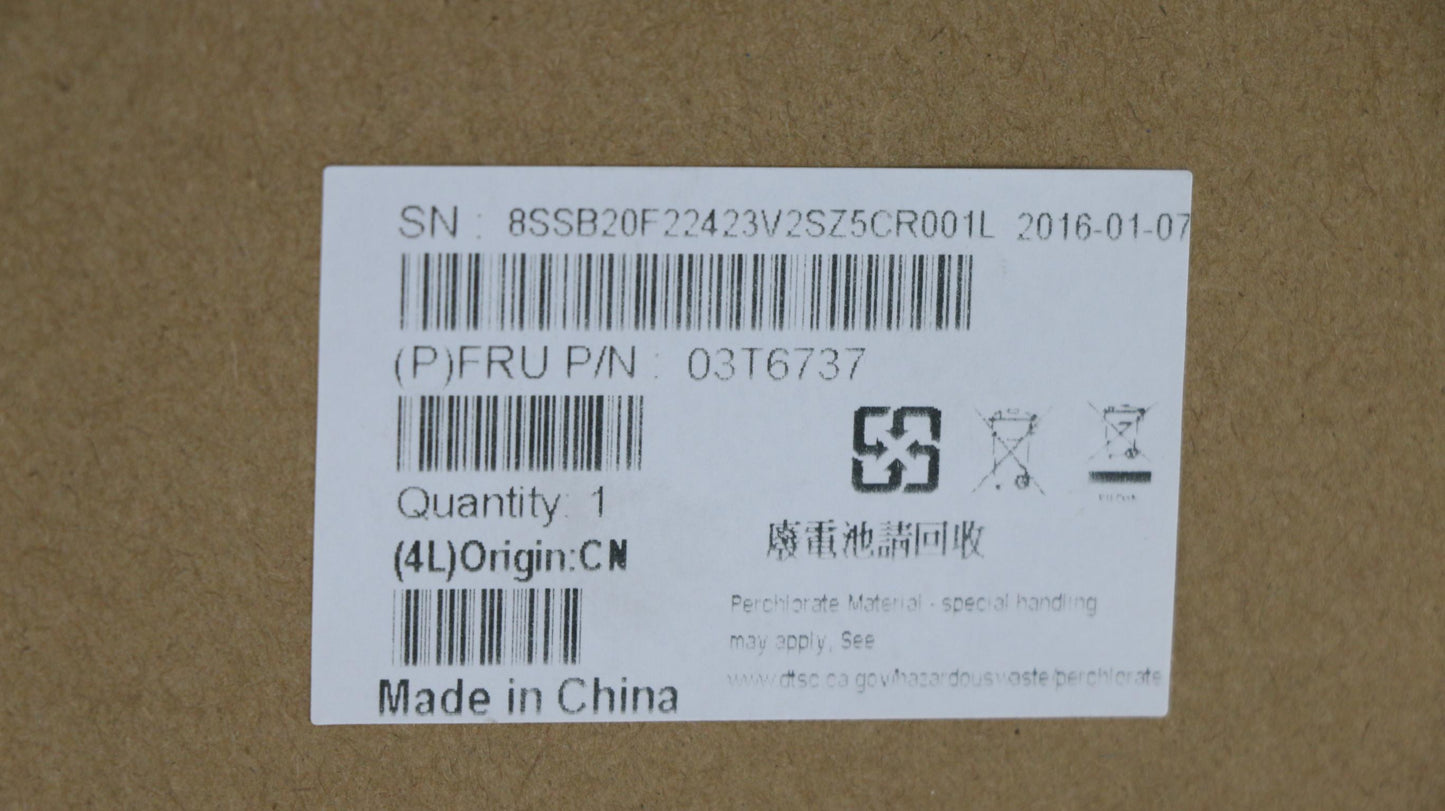 SN : 8SSB20F22423V2SZ5CR001L 2016-01-07
(P)FRU P/N : 03T6737
Quantity: 1
(4L)Origin:CN
廢電池請回收
Perchlorate Material - special handling
may apply, See
www.dtsc.ca.gov/hazardouswaste/perchlorate
Made in China